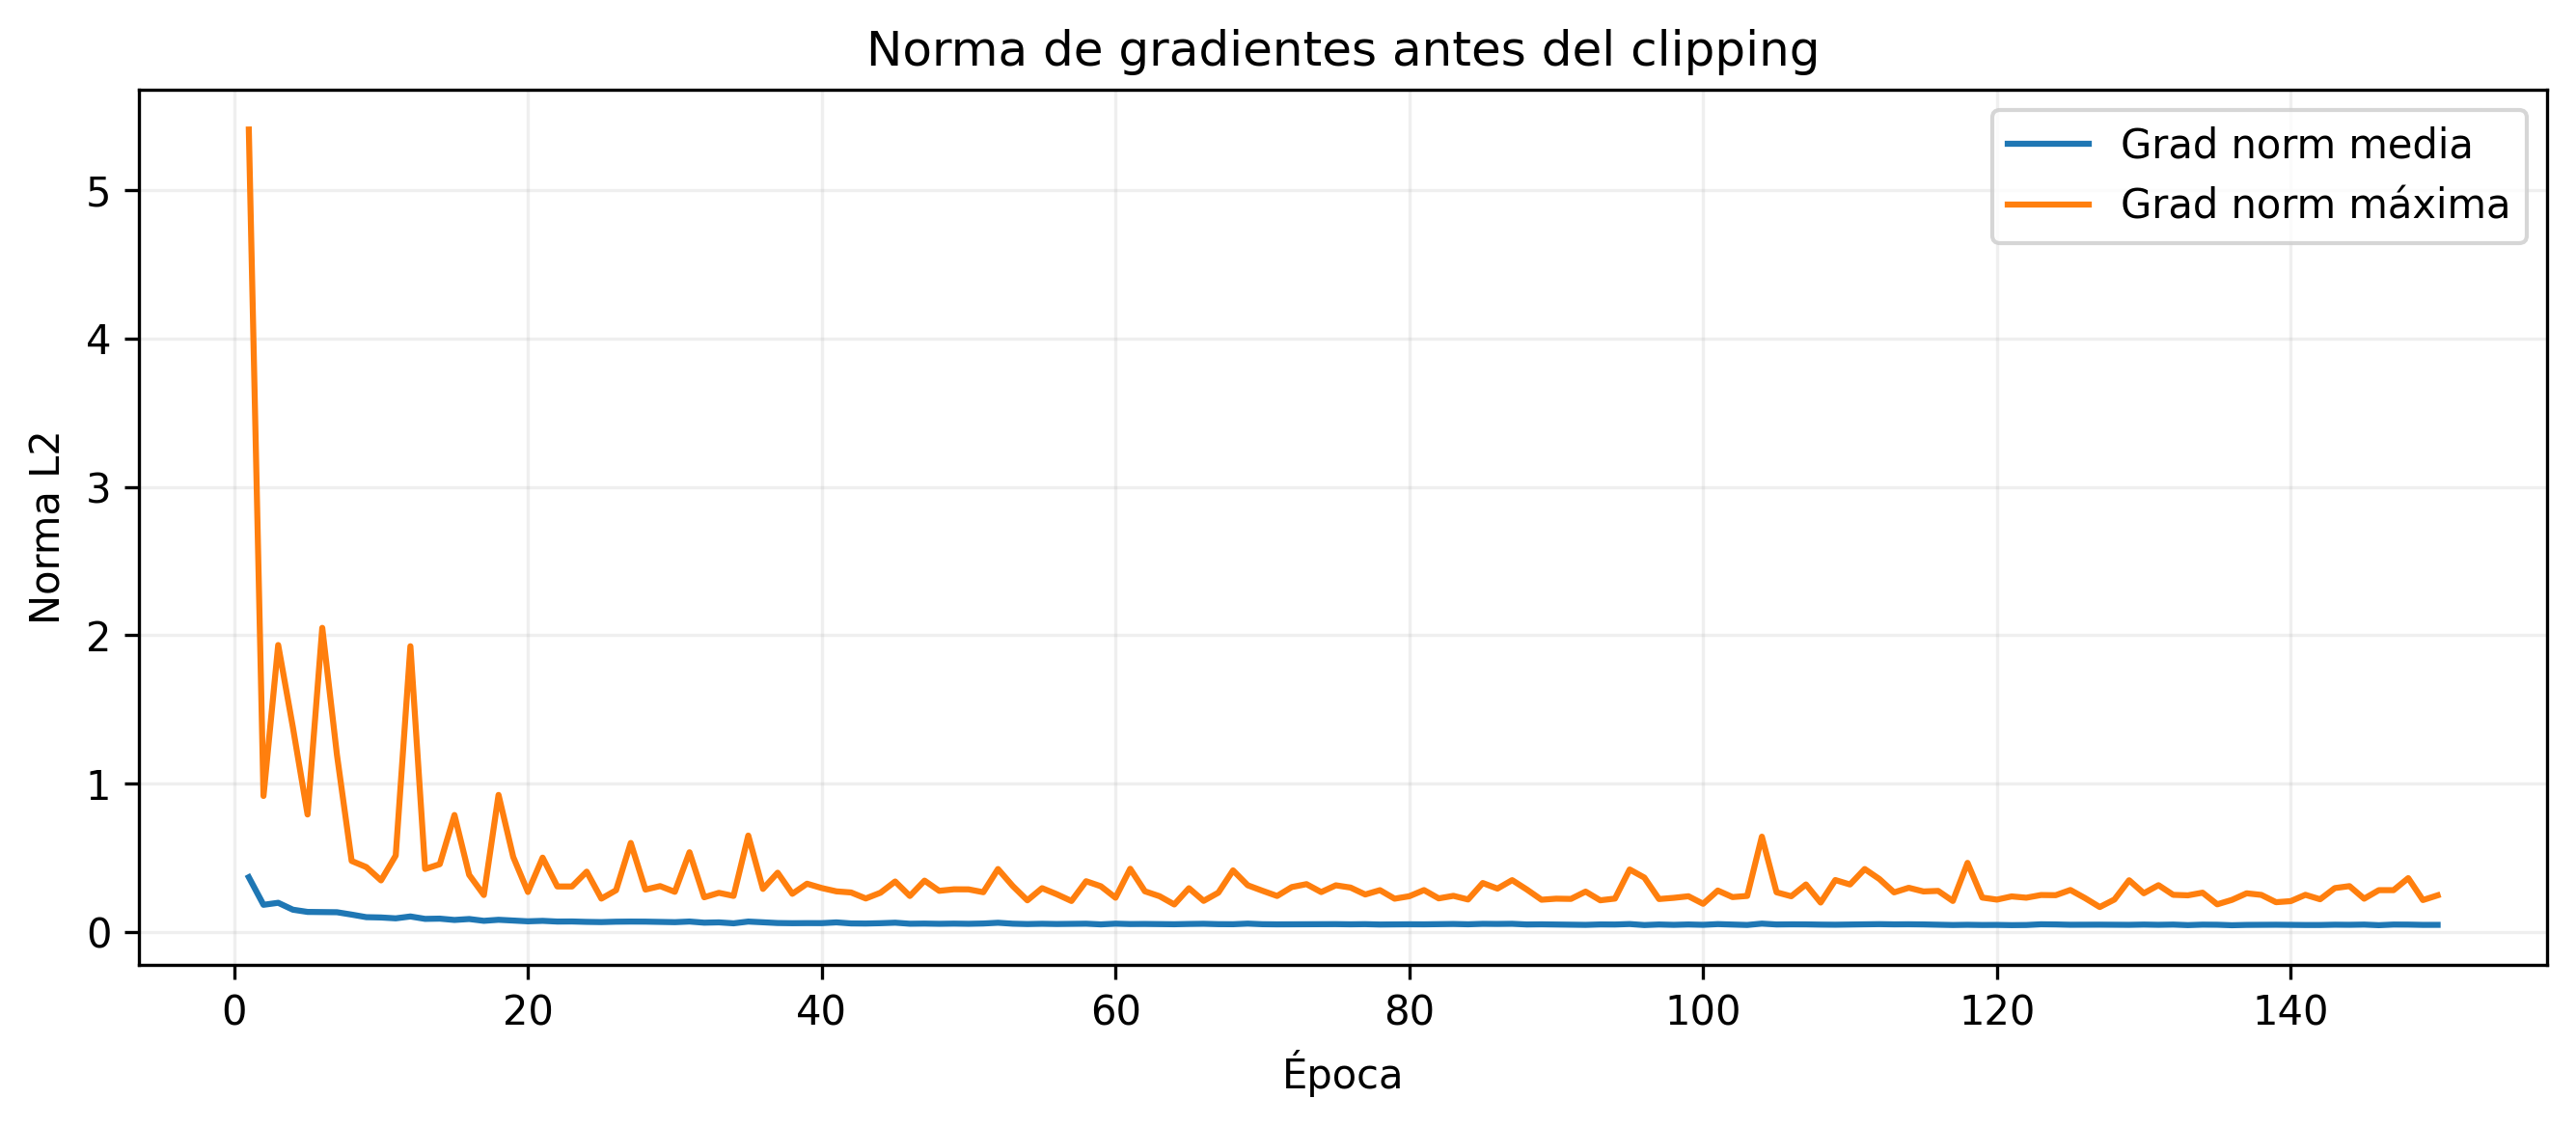 Norma de gradientes antes del clipping
Grad norm media
Grad norm máxima
Norma L2
5
4
3
2
1
0
0 20 40 60 80 100 120 140
Época